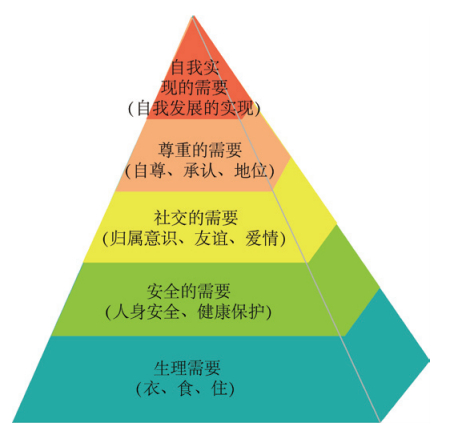 自我实
现的需要
(自我发展的实现)
尊重的需要
(自尊、承认、地位)
社交的需要
(归属意识、友谊、爱情)
安全的需要
(人身安全、健康保护)
生理需要
(衣、食、住)